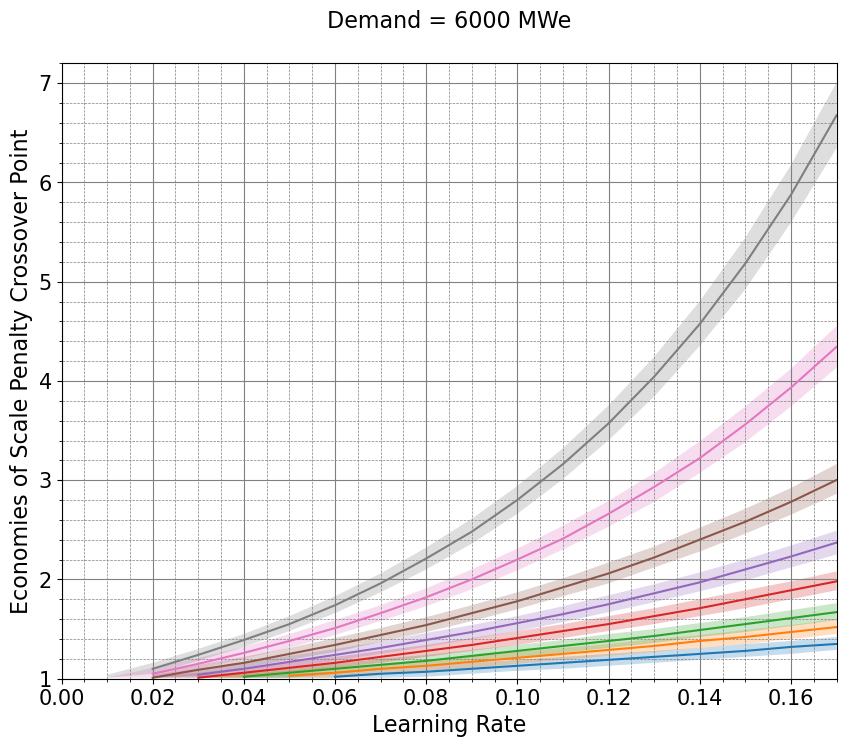 Demand = 6000 MWe
Economies of Scale Penalty Crossover Point
7
6
5
4
3
2
1
0.00 0.02 0.04 0.06 0.08 0.10 0.12 0.14 0.16
Learning Rate